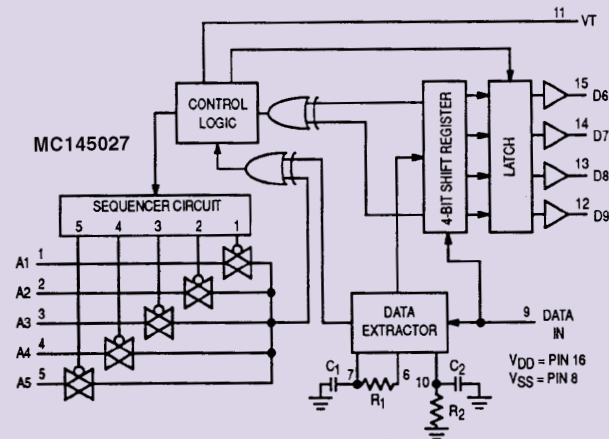 11
VT
CONTROL
LOGIC
MC145027
4-BIT SHIFT REGISTER
LATCH
15
D6
14
D7
13
D8
12
D9
SEQUENCER CIRCUIT
5 4 3 2 1
A1 1
A2 2
A3 3
A4 4
A5 5
DATA
EXTRACTOR
9
DATA
IN
VDD = PIN 16
VSS = PIN 8
C1
7
R1
6
10
C2
R2